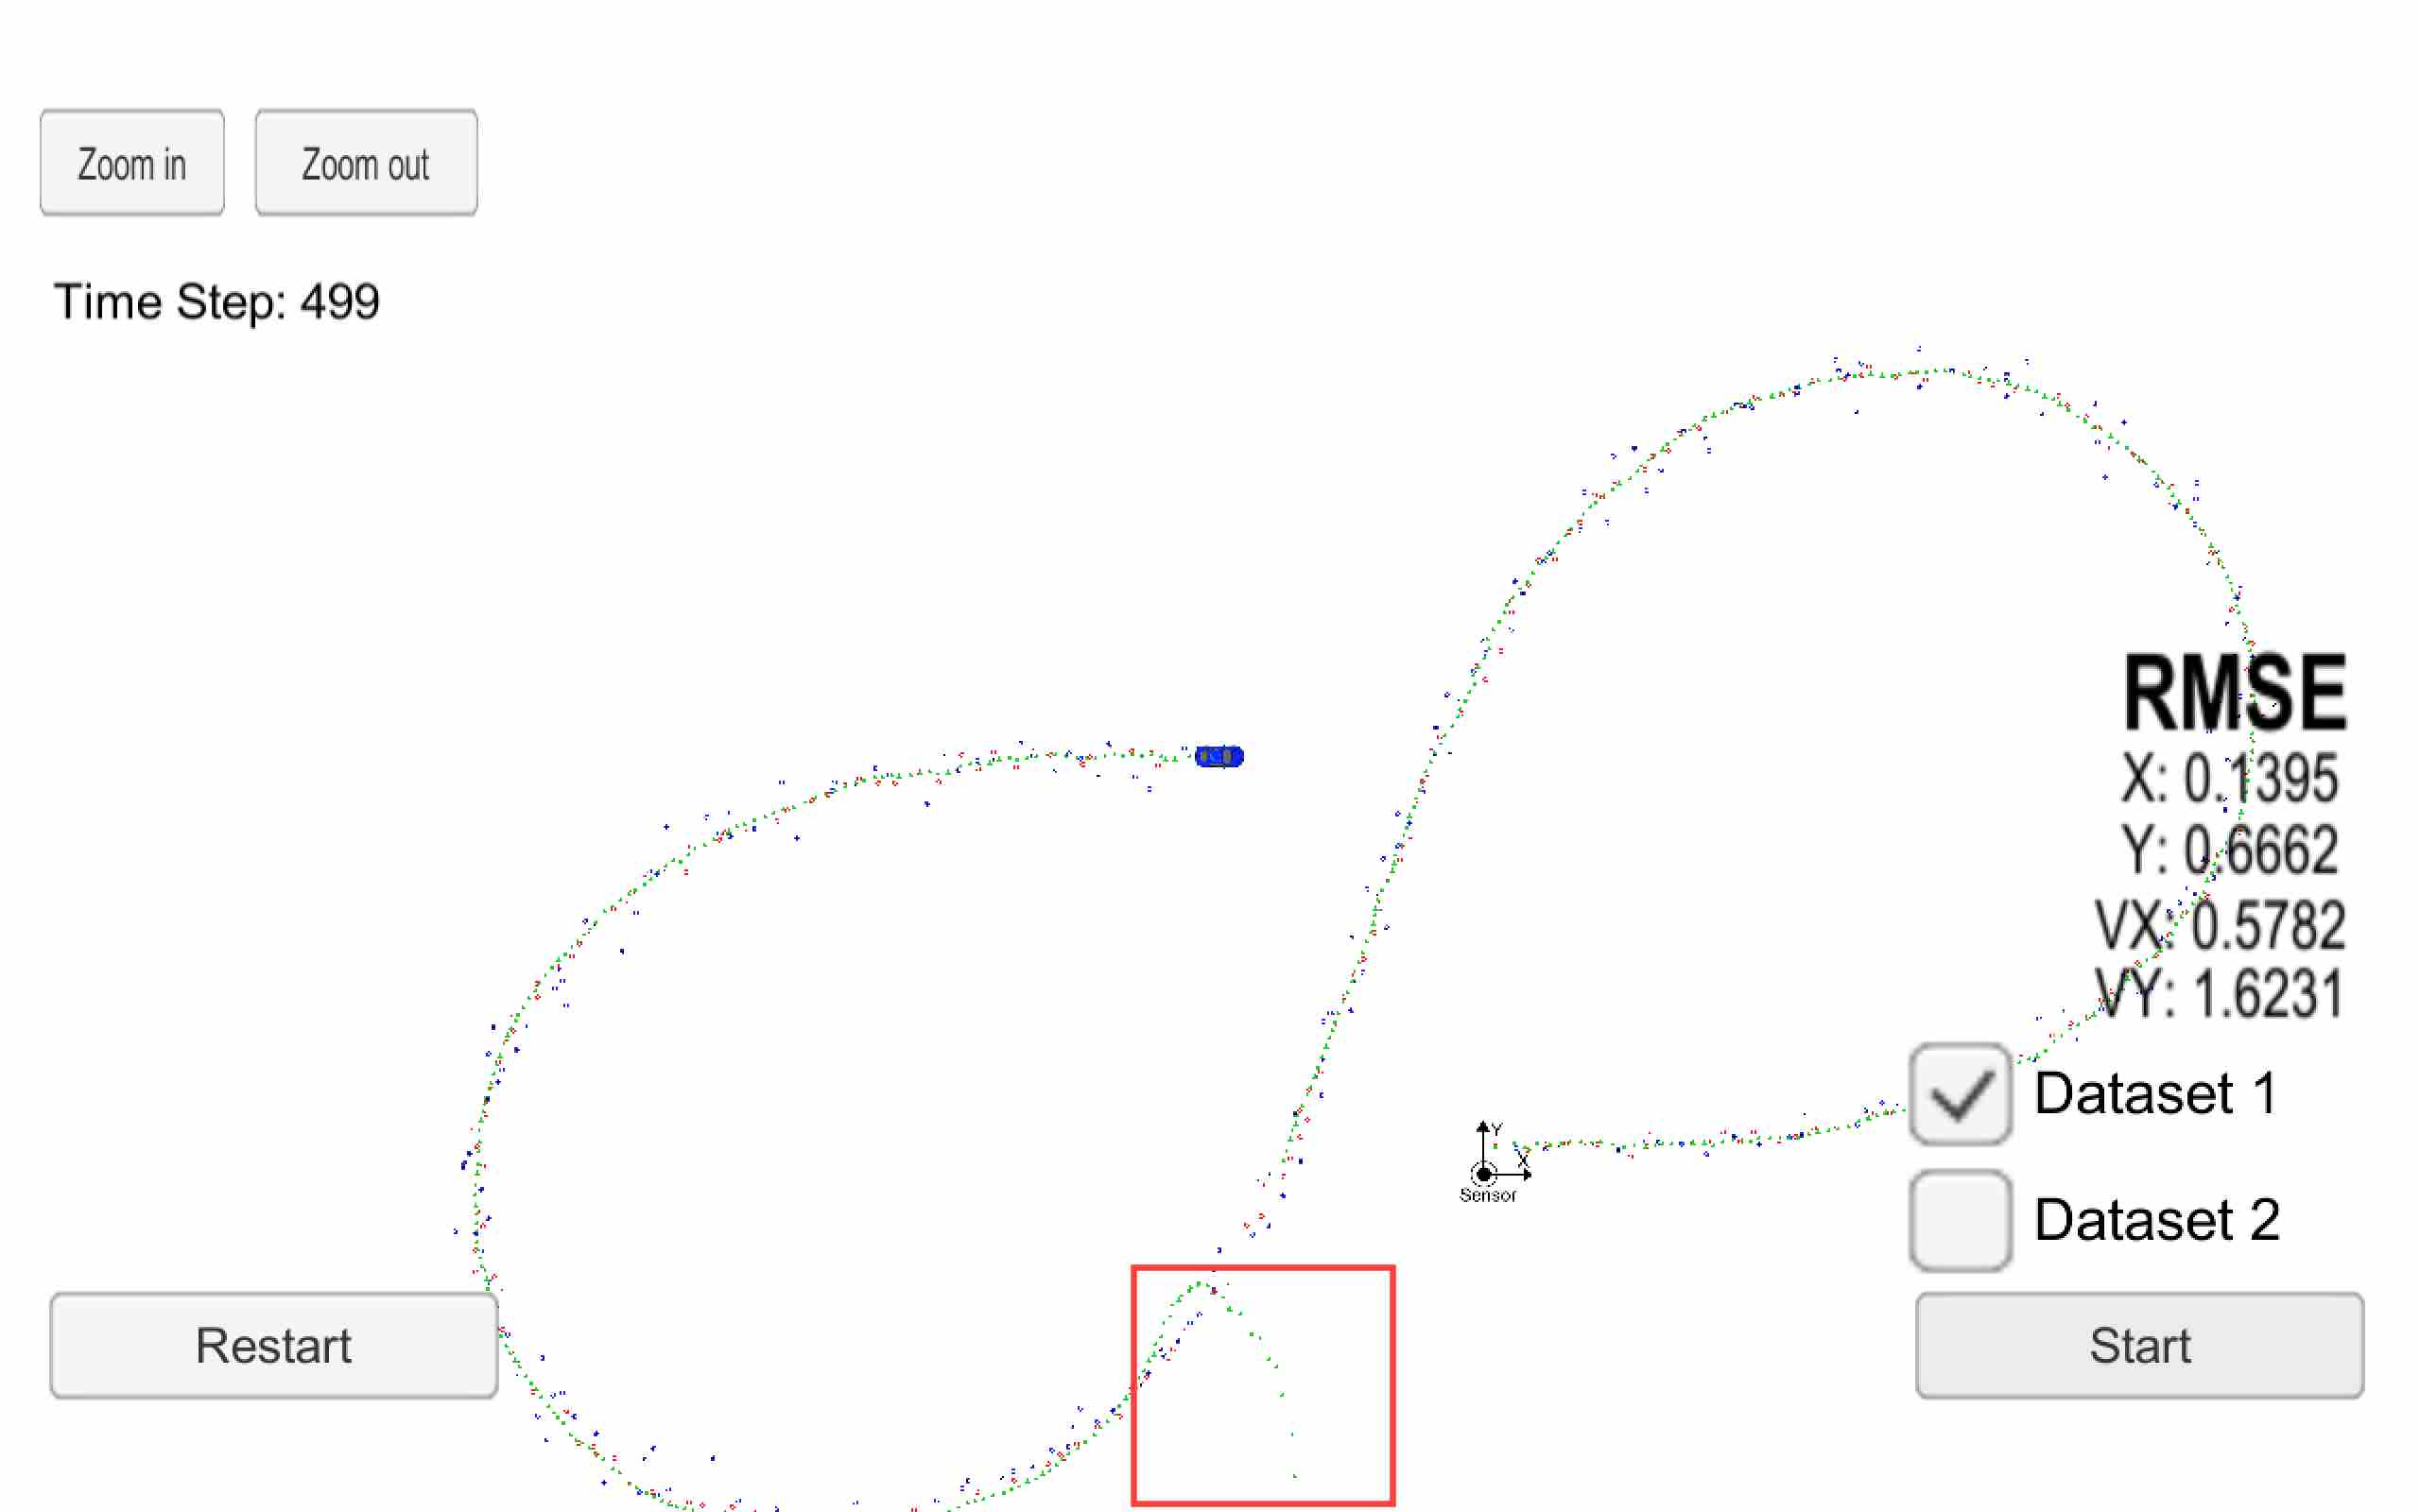 Zoom in
Zoom out
Time Step: 499
RMSE
X: 0.1395
Y: 0.6662
VX: 0.5782
VY: 1.6231
Y
X
Sensor
Dataset 1
Dataset 2
Restart
Start